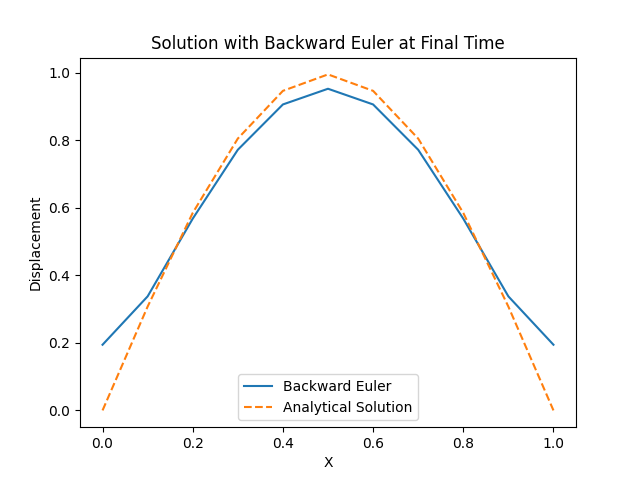 Solution with Backward Euler at Final Time
1.0
0.8
0.6
0.4
0.2
0.0
Displacement
Backward Euler
Analytical Solution
0.0 0.2 0.4 0.6 0.8 1.0
X